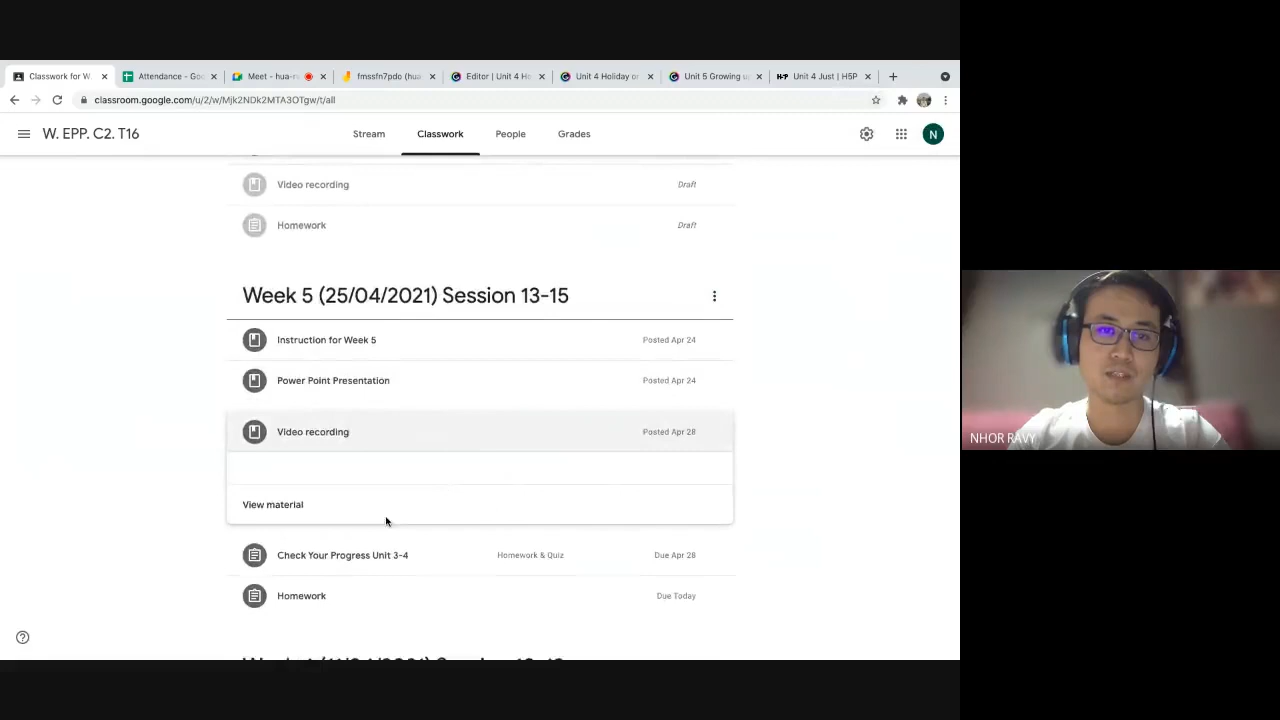 Classwork for W.
Attendance - Goo
Meet - hua-r
fmssfn7pdo (hua
Editor | Unit 4 H
Unit 4 Holiday or
Unit 5 Growing u
H-P Unit 4 Just | H5P
classroom.google.com/u/2/w/Mjk2NDk2MTA3OTgw/t/all
W. EPP. C2. T16
Stream Classwork People Grades
N
Video recording Draft
Homework Draft
Week 5 (25/04/2021) Session 13-15
Instruction for Week 5 Posted Apr 24
Power Point Presentation Posted Apr 24
Video recording Posted Apr 28
View material
Check Your Progress Unit 3-4 Homework & Quiz Due Apr 28
Homework Due Today
NHOR RAVY